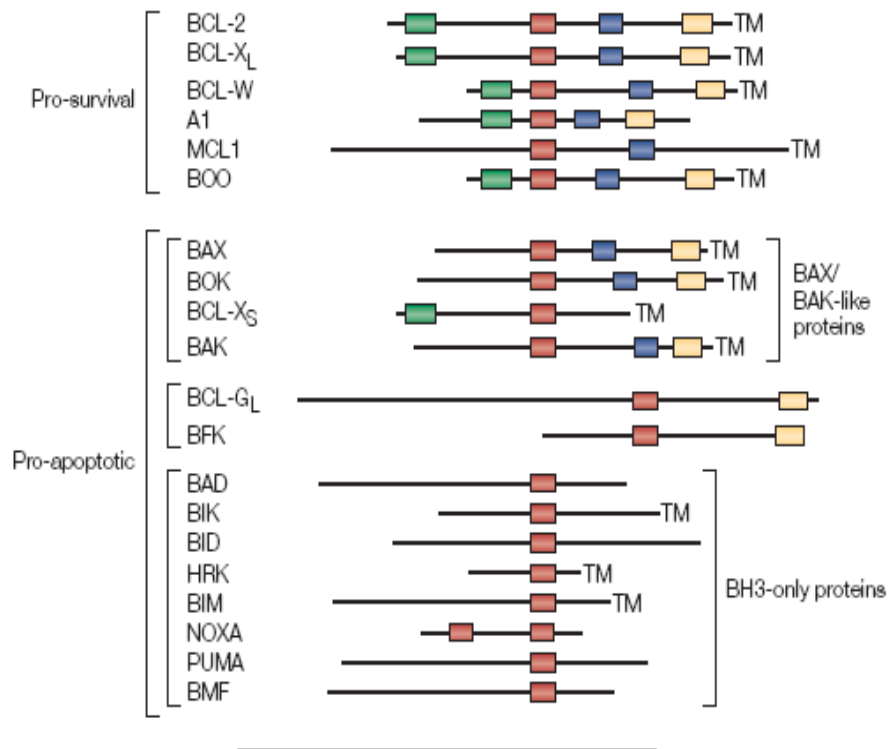 BCL-2 TM
BCL-XL TM
BCL-W TM
Pro-survival
A1
MCL1 TM
BOO TM
BAX TM
BOK TM
BCL-XS TM
BAK TM
BAX/
BAK-like
proteins
BCL-GL
BFK
Pro-apoptotic
BAD
BIK TM
BID
HRK TM
BIM TM
NOXA
PUMA
BMF
BH3-only proteins